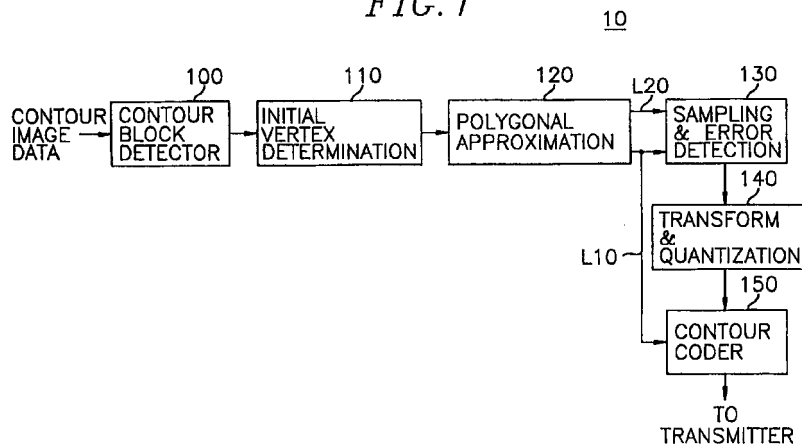 FIG. 1
10
CONTOUR
IMAGE
DATA
100
CONTOUR
BLOCK
DETECTOR
110
INITIAL
VERTEX
DETERMINATION
120
POLYGONAL
APPROXIMATION
L20
L10
130
SAMPLING
& ERROR
DETECTION
140
TRANSFORM
&
QUANTIZATION
150
CONTOUR
CODER
TO
TRANSMITTER